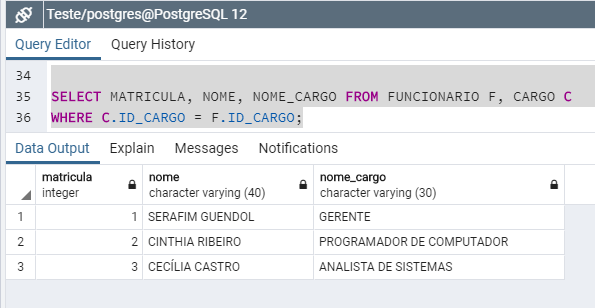 Teste/postgres@PostgreSQL 12
Query Editor Query History
34
35 SELECT MATRICULA, NOME, NOME_CARGO FROM FUNCIONARIO F, CARGO C
36 WHERE C.ID_CARGO = F.ID_CARGO;
Data Output Explain Messages Notifications
matricula nome nome_cargo
integer character varying (40) character varying (30)
1 1 SERAFIM GUENDOL GERENTE
2 2 CINTHIA RIBEIRO PROGRAMADOR DE COMPUTADOR
3 3 CECÍLIA CASTRO ANALISTA DE SISTEMAS